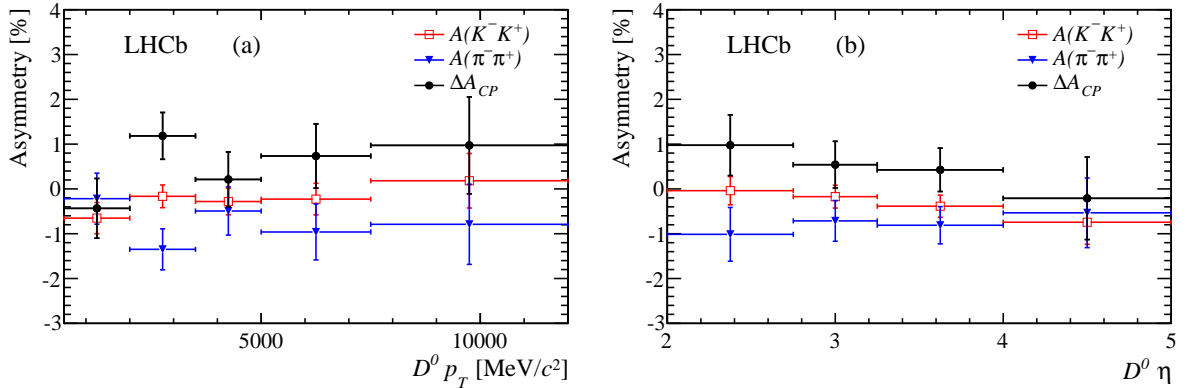 Asymmetry [%]
4
3
2
1
0
-1
-2
-3
LHCb (a)
A(K⁻K⁺)
A(π⁻π⁺)
ΔA_CP
5000 10000
D⁰ p_T [MeV/c²]
Asymmetry [%]
4
3
2
1
0
-1
-2
-3
LHCb (b)
A(K⁻K⁺)
A(π⁻π⁺)
ΔA_CP
2 3 4 5
D⁰ η